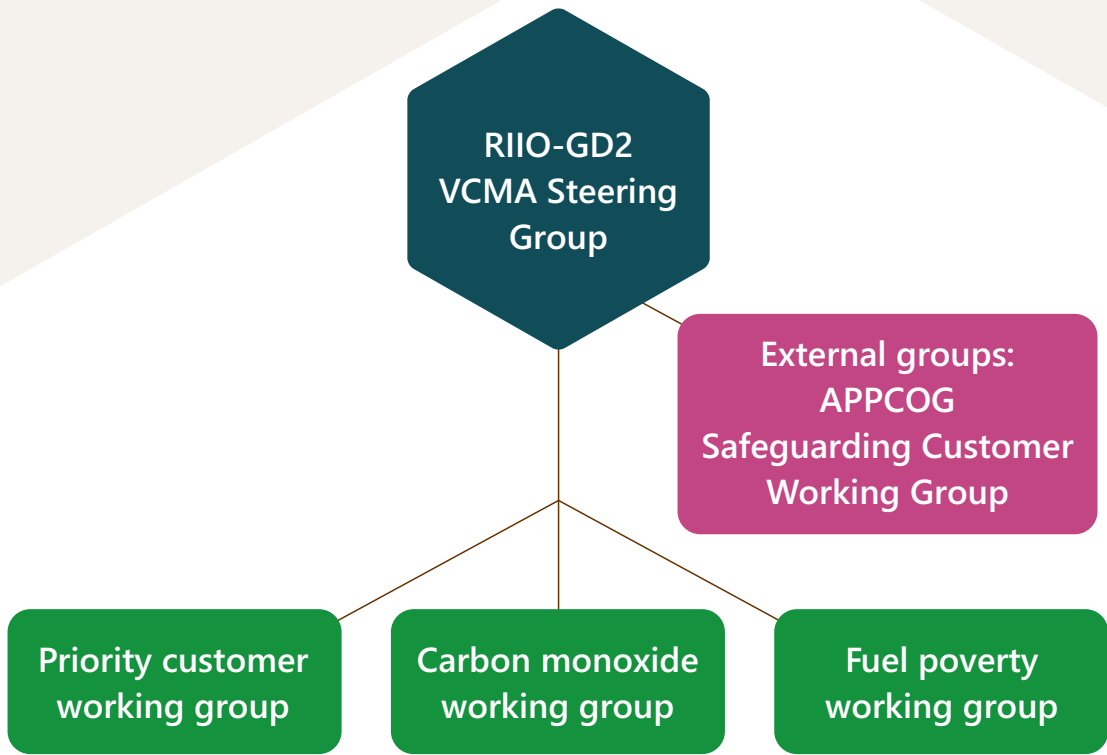 RIIO-GD2
VCMA Steering
Group
External groups:
APPCOG
Safeguarding Customer
Working Group
Priority customer
working group
Carbon monoxide
working group
Fuel poverty
working group